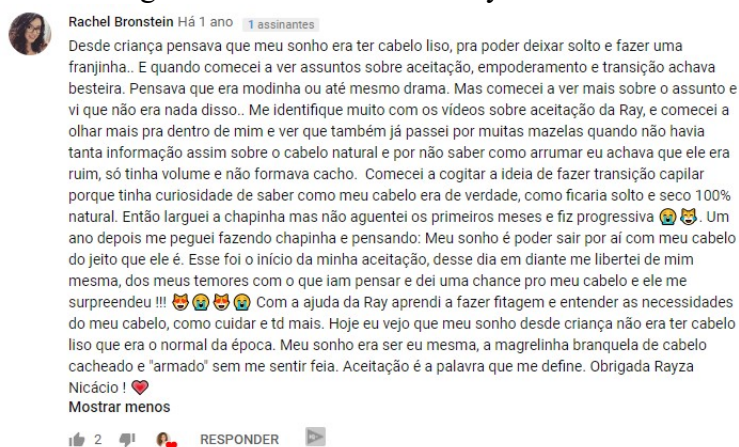 Rachel Bronstein Há 1 ano 1 assinantes
Desde criança pensava que meu sonho era ter cabelo liso, pra poder deixar solto e fazer uma
franjinha.. E quando comecei a ver assuntos sobre aceitação, empoderamento e transição achava
besteira. Pensava que era modinha ou até mesmo drama. Mas comecei a ver mais sobre o assunto e
vi que não era nada disso.. Me identifique muito com os vídeos sobre aceitação da Ray, e comecei a
olhar mais pra dentro de mim e ver que também já passei por muitas mazelas quando não havia
tanta informação assim sobre o cabelo natural e por não saber como arrumar eu achava que ele era
ruim, só tinha volume e não formava cacho. Comecei a cogitar a ideia de fazer transição capilar
porque tinha curiosidade de saber como meu cabelo era de verdade, como ficaria solto e seco 100%
natural. Então larguei a chapinha mas não aguentei os primeiros meses e fiz progressiva 😭😹. Um
ano depois me peguei fazendo chapinha e pensando: Meu sonho é poder sair por aí com meu cabelo
do jeito que ele é. Esse foi o início da minha aceitação, desse dia em diante me libertei de mim
mesma, dos meus temores com o que iam pensar e dei uma chance pro meu cabelo e ele me
surpreendeu !!! 😻😭😻😭 Com a ajuda da Ray aprendi a fazer fitagem e entender as necessidades
do meu cabelo, como cuidar e td mais. Hoje eu vejo que meu sonho desde criança não era ter cabelo
liso que era o normal da época. Meu sonho era ser eu mesma, a magrelinha branquela de cabelo
cacheado e "armado" sem me sentir feia. Aceitação é a palavra que me define. Obrigada Rayza
Nicácio ! 💗
Mostrar menos
2 RESPONDER